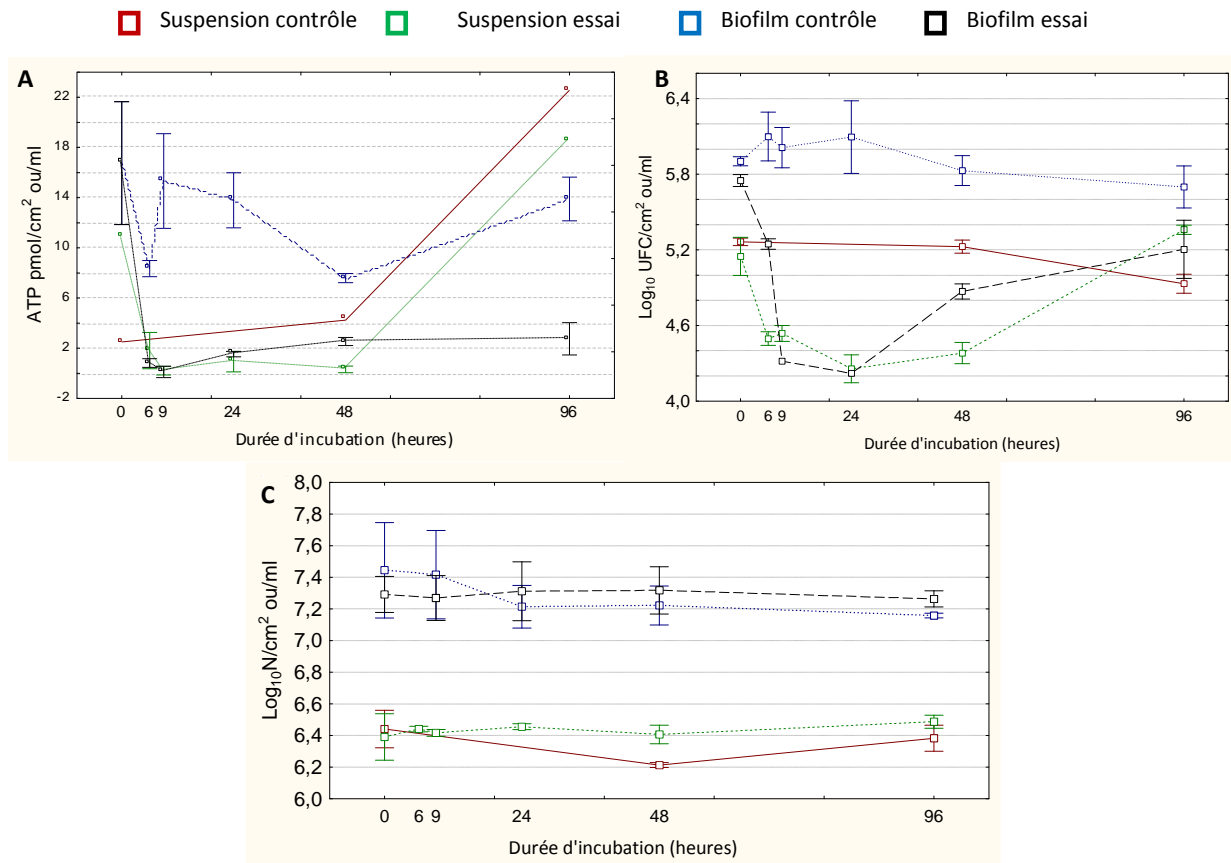 Suspension contrôle Suspension essai Biofilm contrôle Biofilm essai
A
ATP pmol/cm² ou/ml
22
18
14
10
6
2
-2
0 6 9 24 48 96
Durée d'incubation (heures)
B
Log₁₀ UFC/cm² ou/ml
6,4
5,8
5,2
4,6
4,0
0 6 9 24 48 96
Durée d'incubation (heures)
C
Log₁₀N/cm² ou/ml
8,0
7,8
7,6
7,4
7,2
7,0
6,8
6,6
6,4
6,2
6,0
0 6 9 24 48 96
Durée d'incubation (heures)